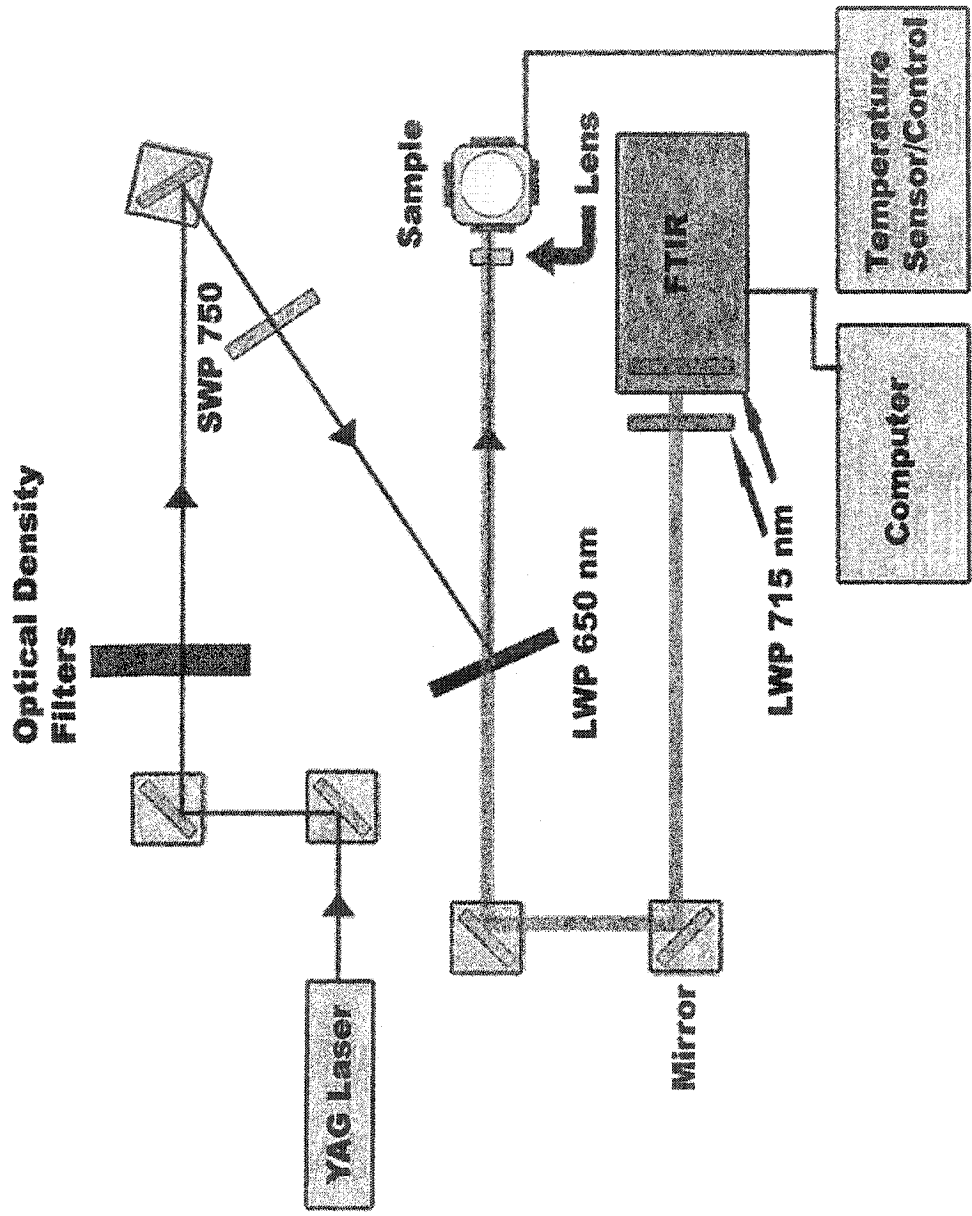 Optical Density
Filters
SWP 750
Sample
Lens
YAG Laser
LWP 650 nm
FTIR
Mirror
LWP 715 nm
Computer
Temperature
Sensor/Control